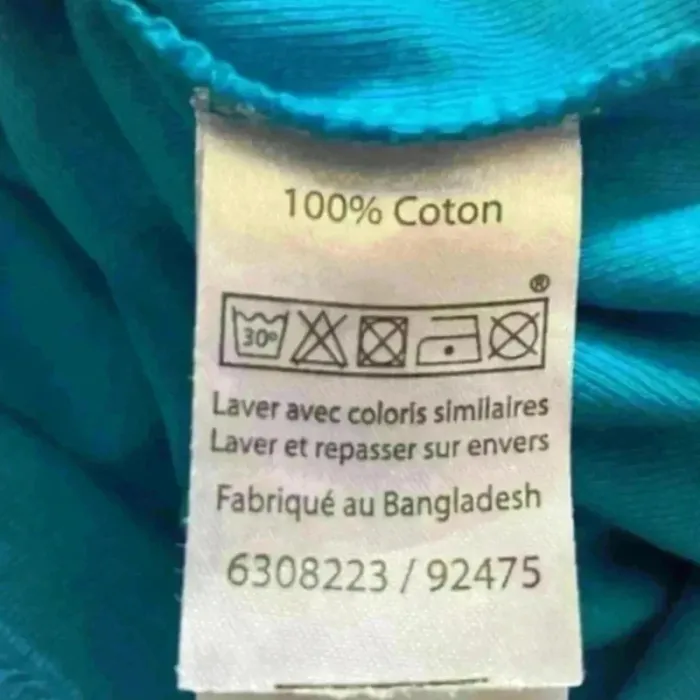 100% Coton
®
30°
Laver avec coloris similaires
Laver et repasser sur envers
Fabriqué au Bangladesh
6308223 / 92475